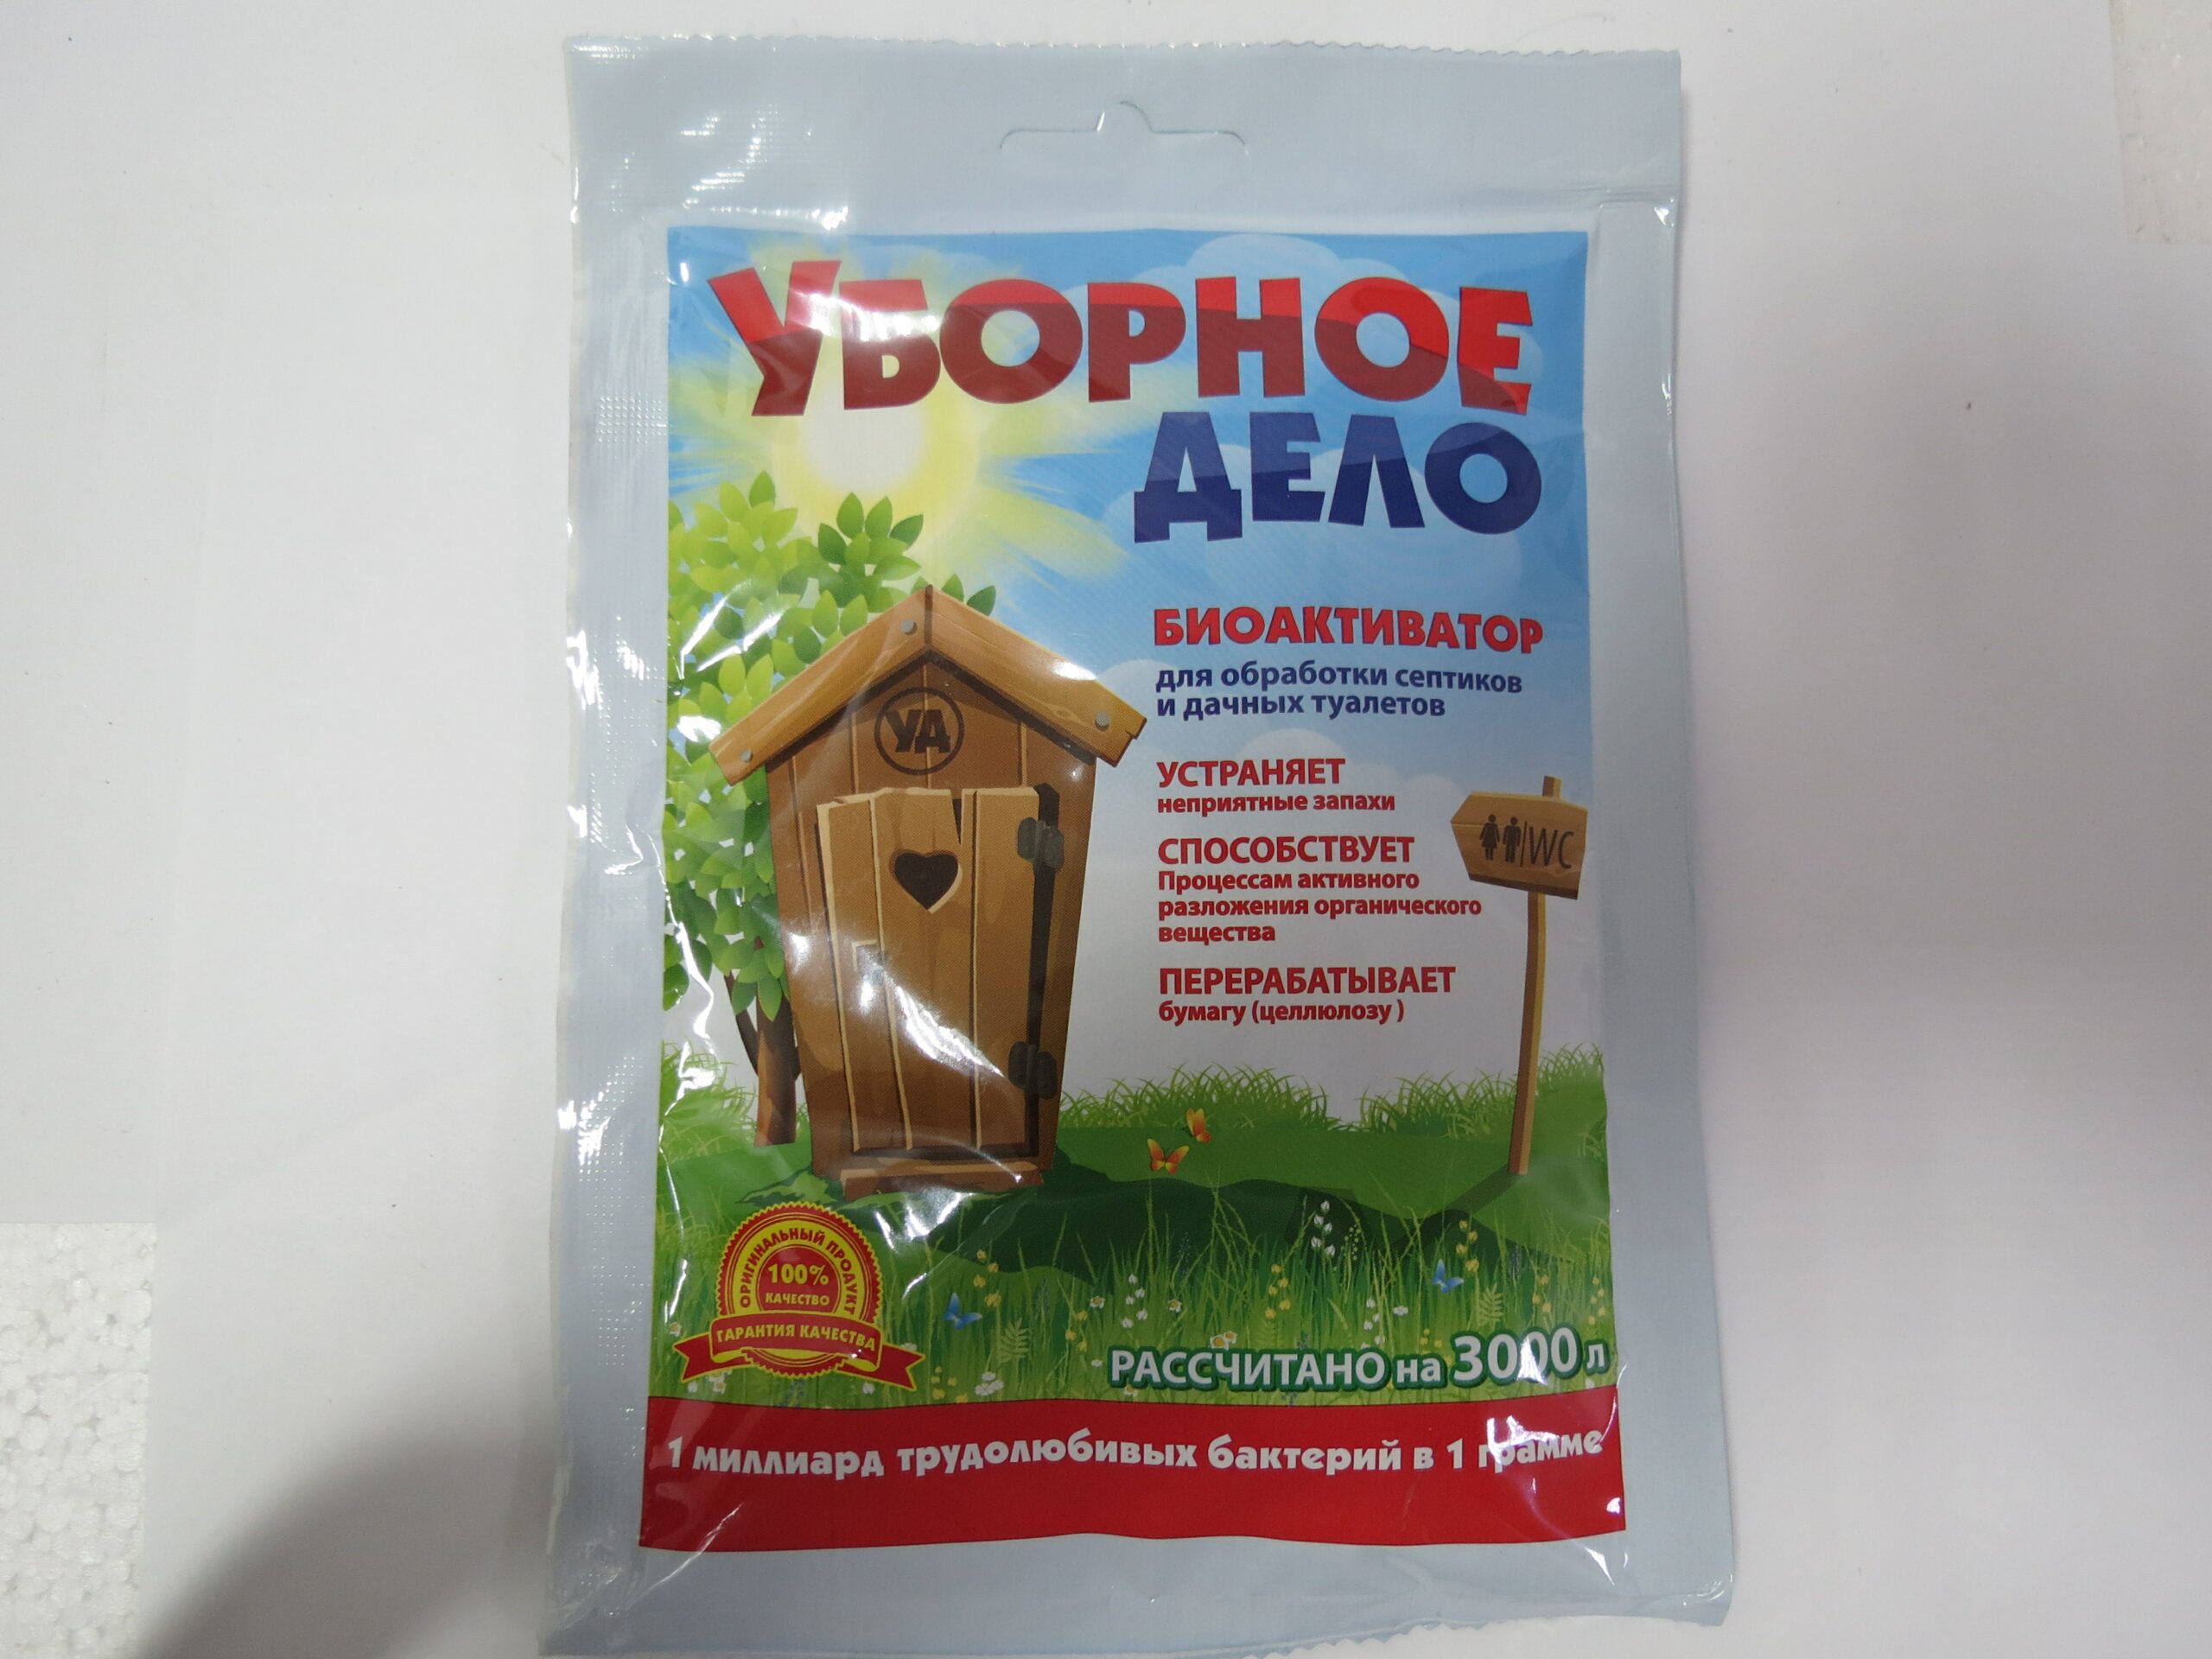 УБОРНОЕ
ДЕЛО
БИОАКТИВАТОР
для обработки септиков
и дачных туалетов
УД
УСТРАНЯЕТ
неприятные запахи
СПОСОБСТВУЕТ
Процессам активного
разложения органического
вещества
WC
ПЕРЕРАБАТЫВАЕТ
бумагу (целлюлозу )
ОРИГИНАЛЬНЫЙ ПРОДУКТ
100%
КАЧЕСТВО
ГАРАНТИЯ КАЧЕСТВА
РАССЧИТАНО на 3000 л
1 миллиард трудолюбивых бактерий в 1 грамме